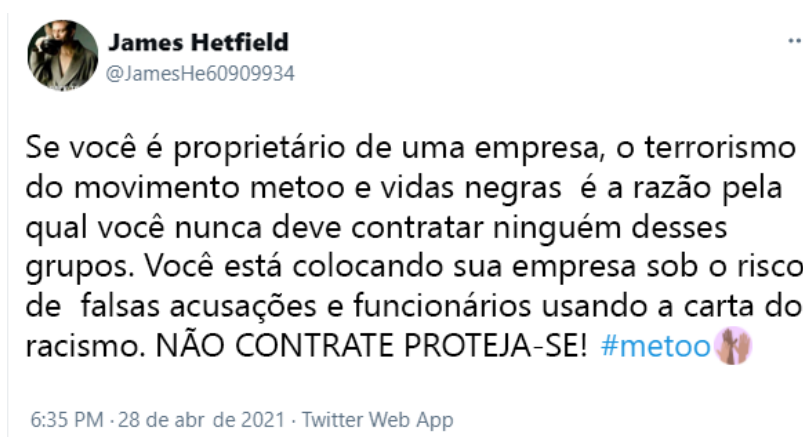 James Hetfield
@JamesHe60909934
Se você é proprietário de uma empresa, o terrorismo
do movimento metoo e vidas negras  é a razão pela
qual você nunca deve contratar ninguém desses
grupos. Você está colocando sua empresa sob o risco
de  falsas acusações e funcionários usando a carta do
racismo. NÃO CONTRATE PROTEJA-SE! #metoo
6:35 PM · 28 de abr de 2021 · Twitter Web App